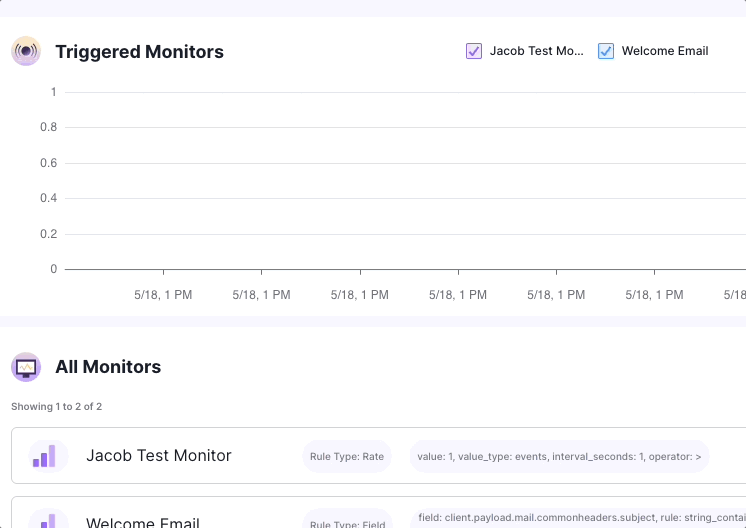 Triggered Monitors
Jacob Test Mo... Welcome Email
1
0.8
0.6
0.4
0.2
0
5/18, 1 PM 5/18, 1 PM 5/18, 1 PM 5/18, 1 PM 5/18, 1 PM 5/18, 1 PM 5/18
All Monitors
Showing 1 to 2 of 2
Jacob Test Monitor Rule Type: Rate value: 1, value_type: events, interval_seconds: 1, operator: >
Welcome Email Rule Type: Field field: client.payload.mail.commonheaders.subject, rule: string_contai